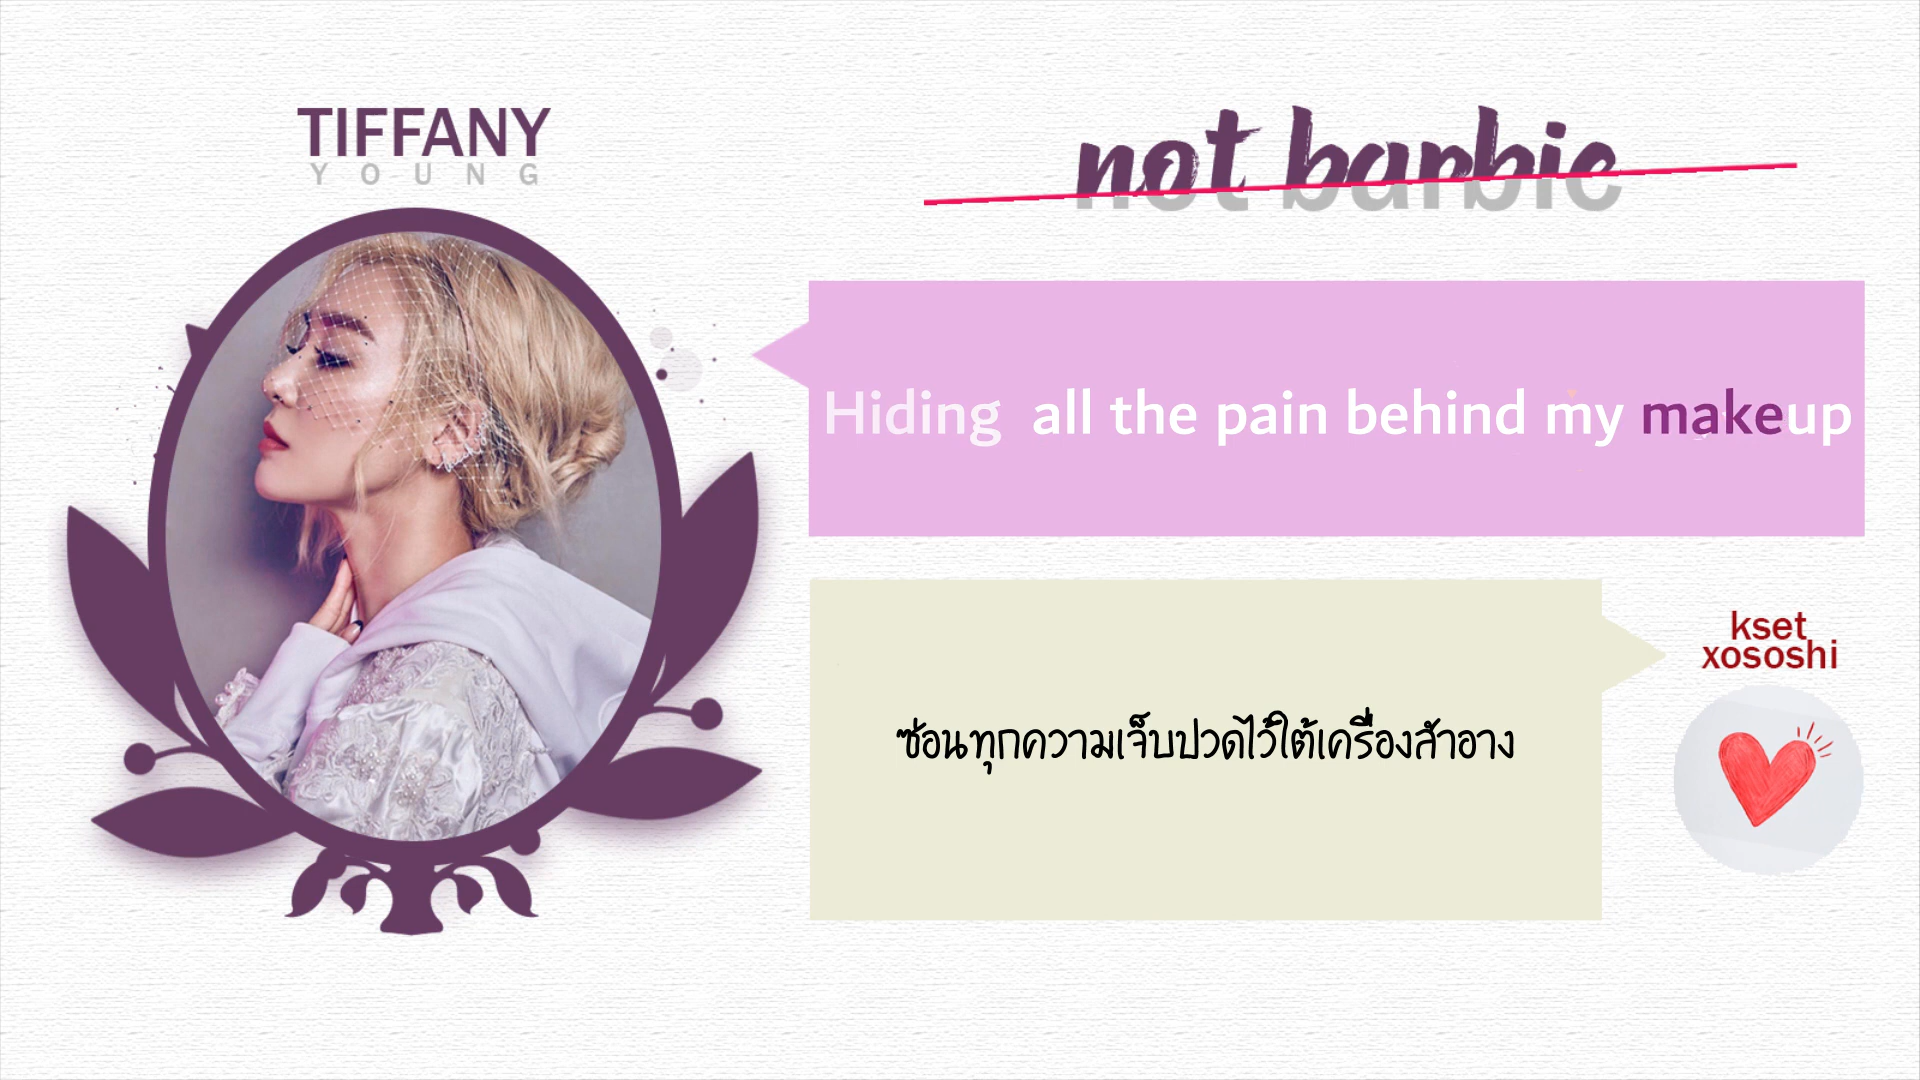 TIFFANY
YOUNG
not barbie
Hiding all the pain behind my makeup
kset
xososhi
ซ่อนทุกความเจ็บปวดไว้ใต้เครื่องสำอาง